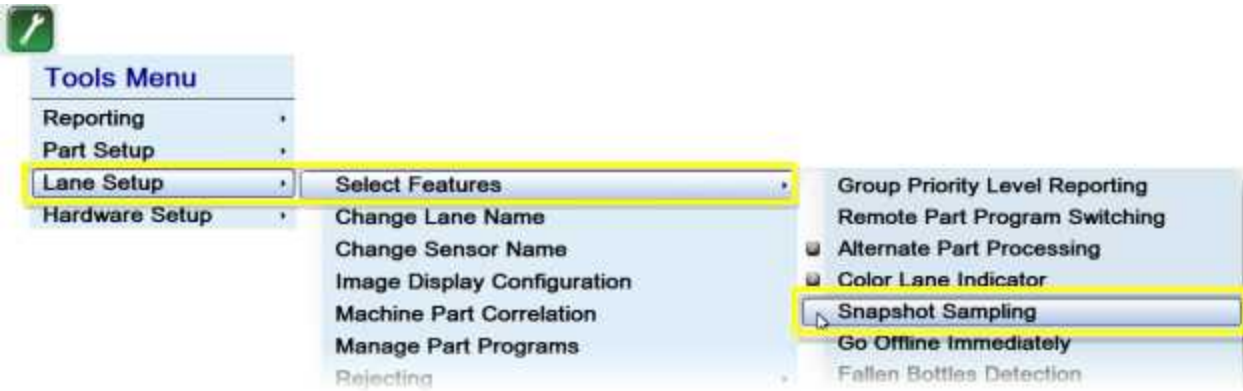 Tools Menu
Reporting
Part Setup
Lane Setup
Hardware Setup
Select Features
Change Lane Name
Change Sensor Name
Image Display Configuration
Machine Part Correlation
Manage Part Programs
Rejecting
Group Priority Level Reporting
Remote Part Program Switching
Alternate Part Processing
Color Lane Indicator
Snapshot Sampling
Go Offline Immediately
Fallen Bottles Detection